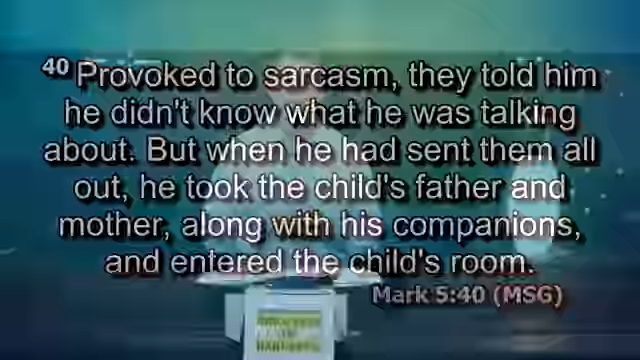 40 Provoked to sarcasm, they told him
he didn't know what he was talking
about. But when he had sent them all
out, he took the child's father and
mother, along with his companions,
and entered the child's room.
Mark 5:40 (MSG)